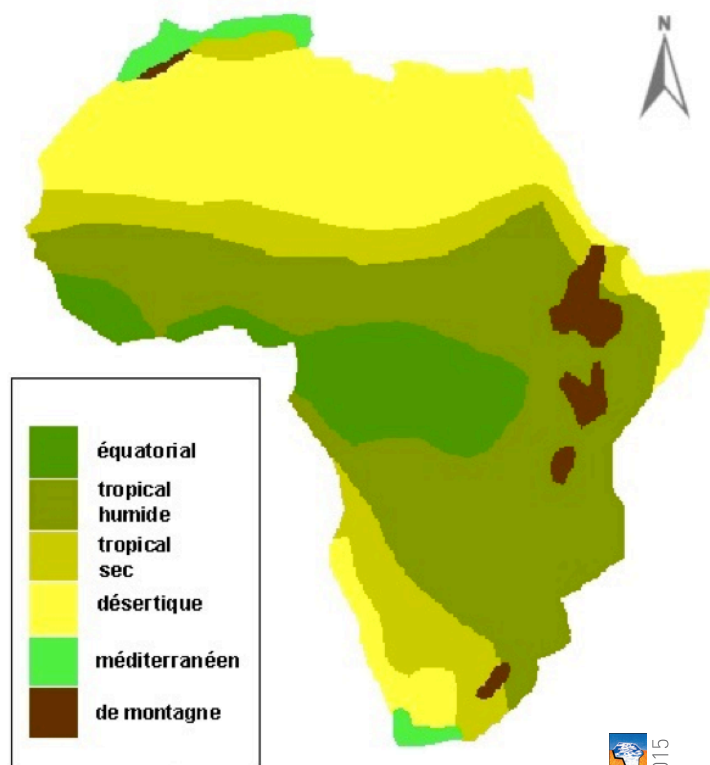 N
équatorial
tropical
humide
tropical
sec
désertique
méditerranéen
de montagne